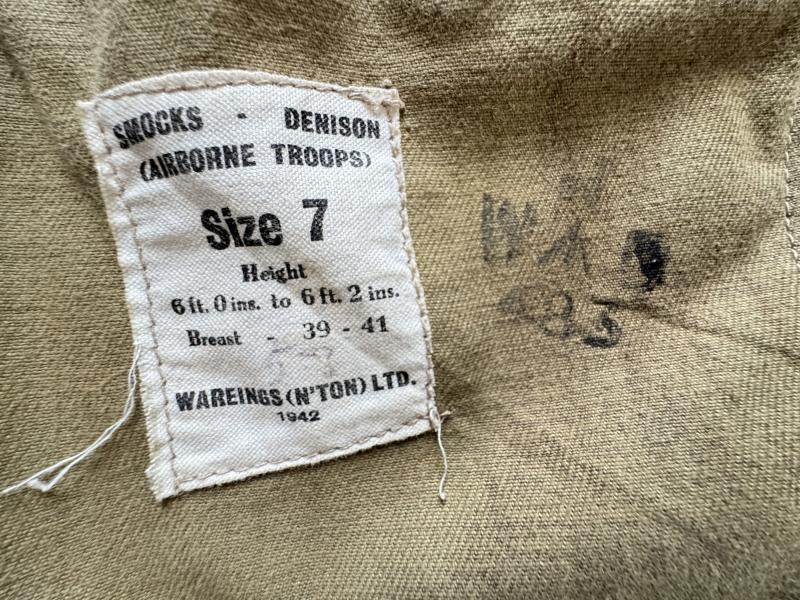 SMOCKS - DENISON
(AIRBORNE TROOPS)
Size 7
Height
6 ft. 0 ins. to 6 ft. 2 ins.
Breast - 39 - 41
WAREINGS (N'TON) LTD.
1942